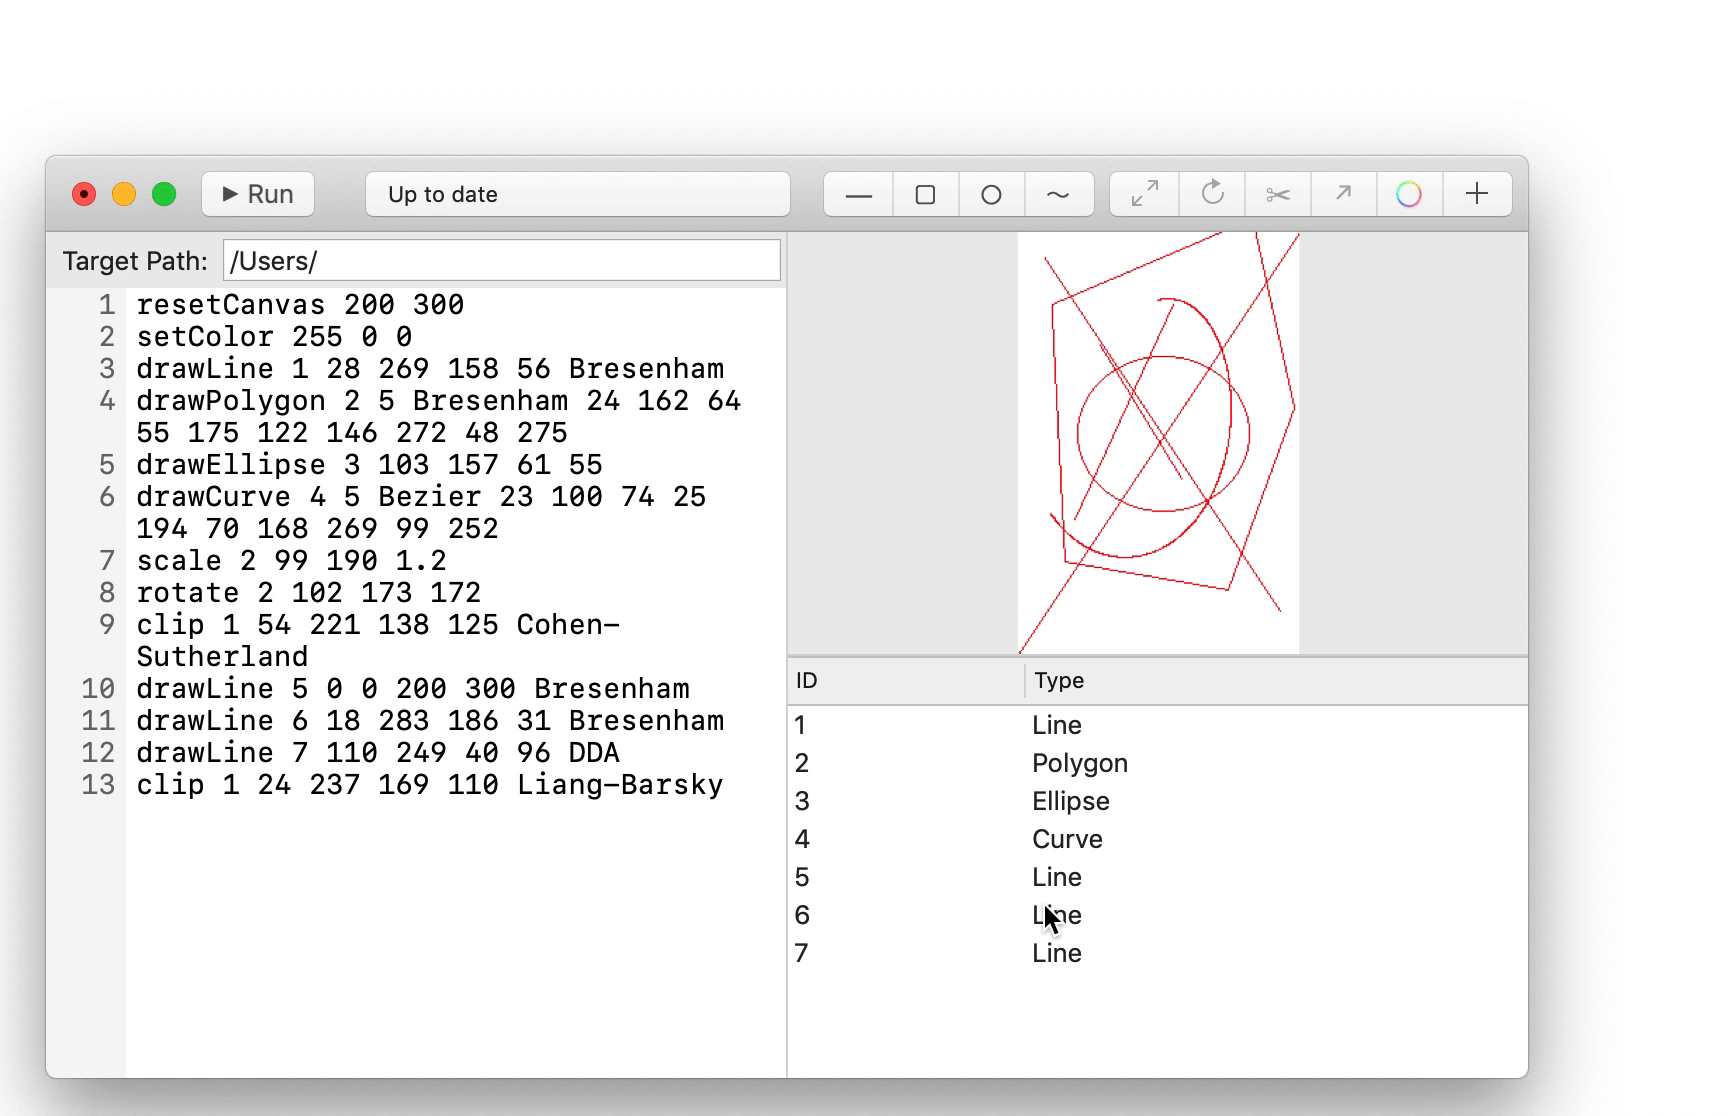 Run
Up to date
Target Path: /Users/
1 resetCanvas 200 300
2 setColor 255 0 0
3 drawLine 1 28 269 158 56 Bresenham
4 drawPolygon 2 5 Bresenham 24 162 64
55 175 122 146 272 48 275
5 drawEllipse 3 103 157 61 55
6 drawCurve 4 5 Bezier 23 100 74 25
194 70 168 269 99 252
7 scale 2 99 190 1.2
8 rotate 2 102 173 172
9 clip 1 54 221 138 125 Cohen-
Sutherland
10 drawLine 5 0 0 200 300 Bresenham
11 drawLine 6 18 283 186 31 Bresenham
12 drawLine 7 110 249 40 96 DDA
13 clip 1 24 237 169 110 Liang-Barsky
ID Type
1 Line
2 Polygon
3 Ellipse
4 Curve
5 Line
6 Line
7 Line